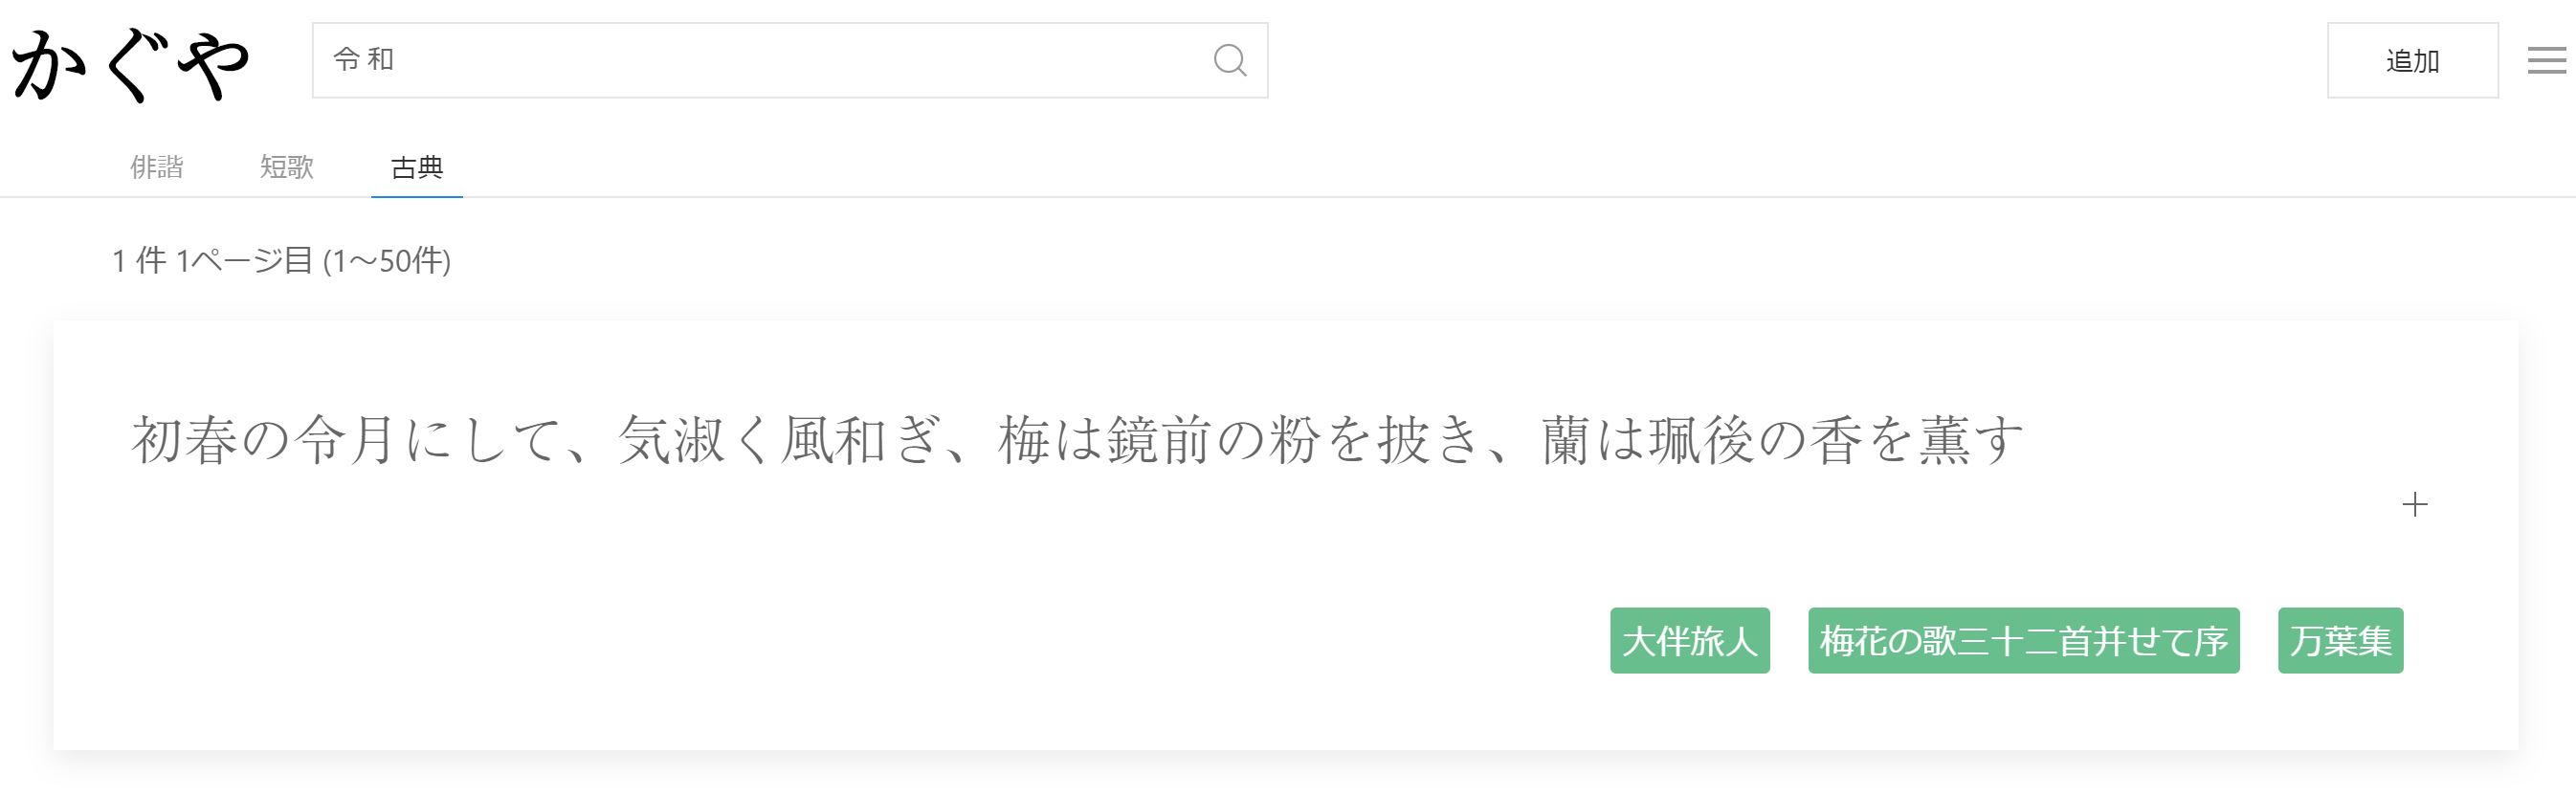 かぐや
令 和
追加
俳諧 短歌 古典
1 件 1ページ目 (1～50件)
初春の令月にして、気淑く風和ぎ、梅は鏡前の粉を披き、蘭は珮後の香を薫す
大伴旅人 梅花の歌三十二首并せて序 万葉集